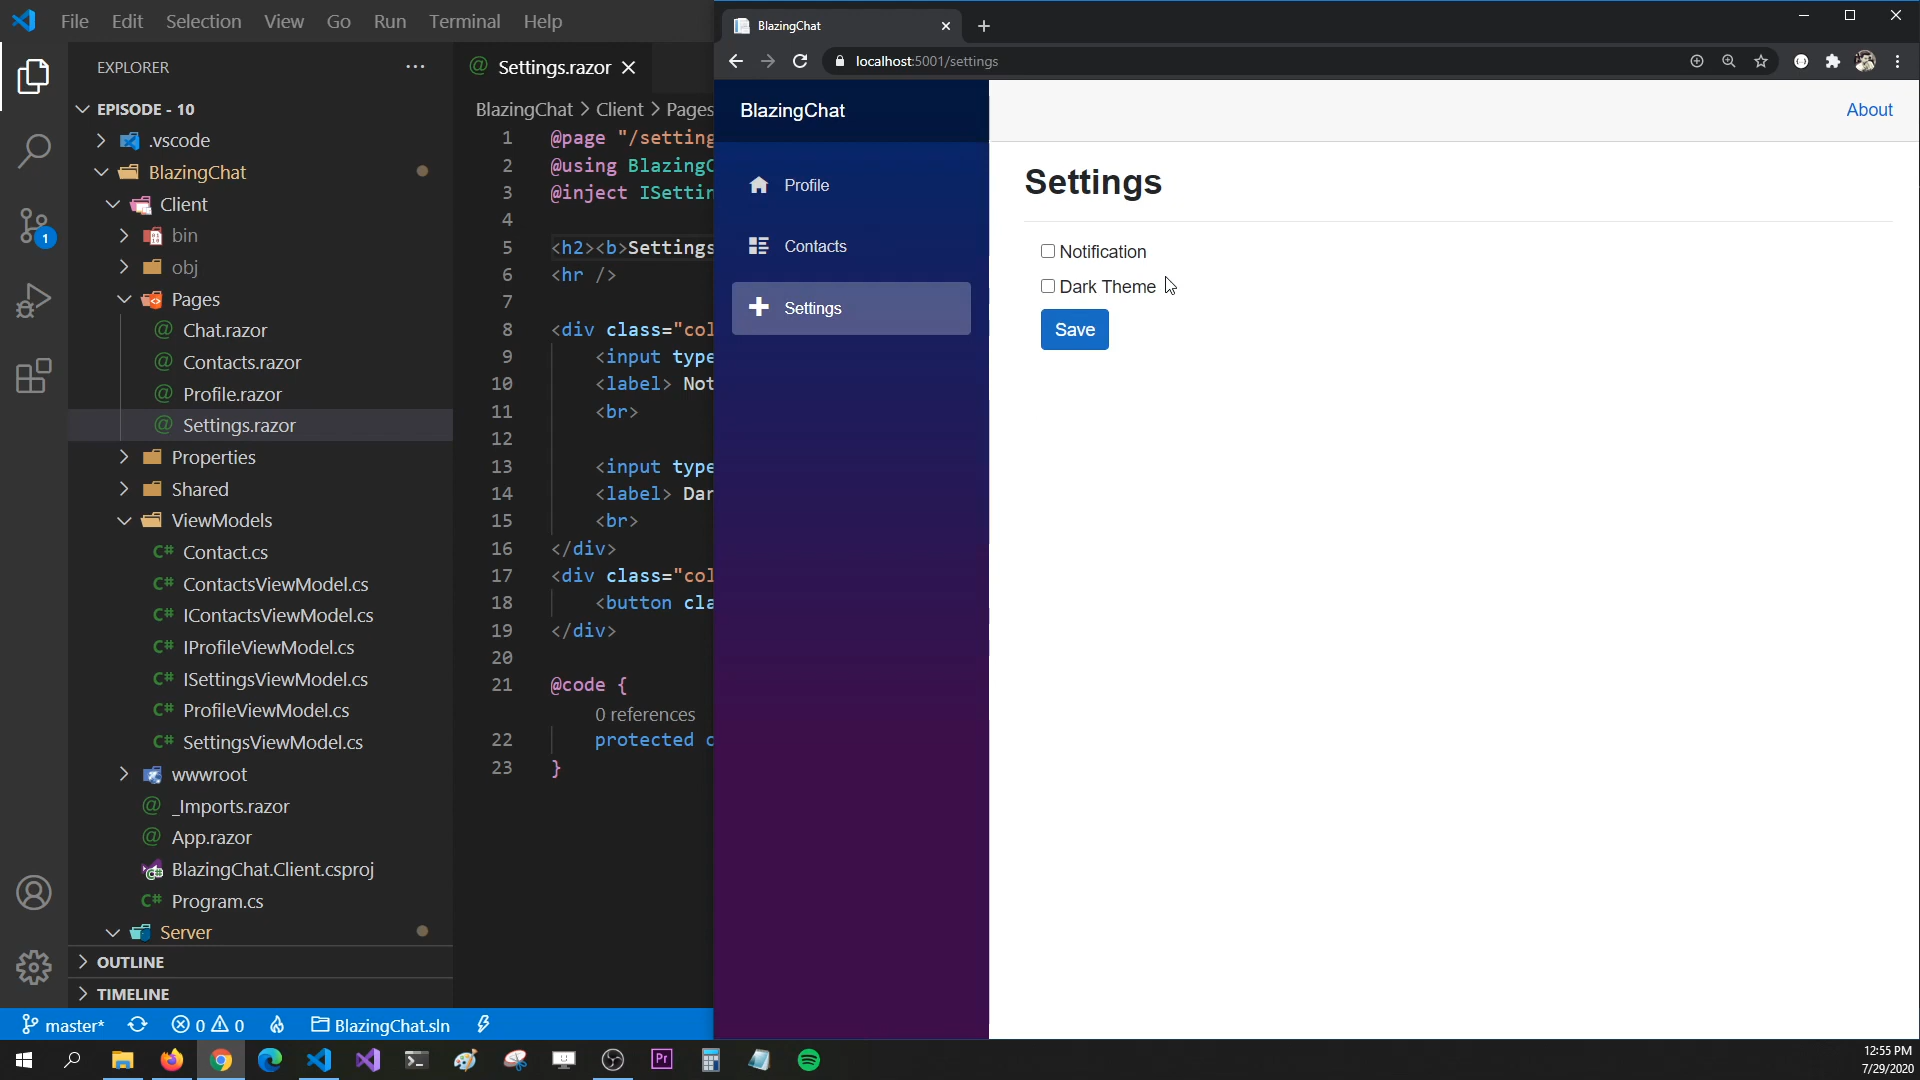 File Edit Selection View Go Run Terminal Help
EXPLORER
EPISODE - 10
.vscode
BlazingChat
Client
bin
obj
Pages
Chat.razor
Contacts.razor
Profile.razor
Settings.razor
Properties
Shared
ViewModels
C# Contact.cs
C# ContactsViewModel.cs
C# IContactsViewModel.cs
C# IProfileViewModel.cs
C# ISettingsViewModel.cs
C# ProfileViewModel.cs
C# SettingsViewModel.cs
wwwroot
_Imports.razor
App.razor
BlazingChat.Client.csproj
C# Program.cs
Server
OUTLINE
TIMELINE
master* 0 0 BlazingChat.sln
1
@ Settings.razor
BlazingChat > Client > Pages
1 @page "/setting
2 @using BlazingC
3 @inject ISettin
4
5 <h2><b>Settings
6 <hr />
7
8 <div class="col
9 <input type
10 <label> Not
11 <br>
12
13 <input type
14 <label> Dar
15 <br>
16 </div>
17 <div class="col
18 <button cla
19 </div>
20
21 @code {
0 references
22 protected o
23 }
BlazingChat
localhost:5001/settings
BlazingChat
About
Profile
Contacts
Settings
Settings
Notification
Dark Theme
Save
Pr
12:55 PM
7/29/2020